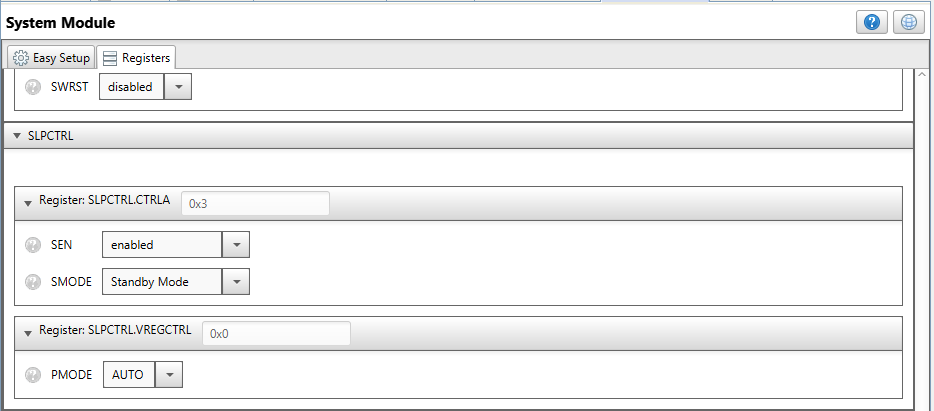 System Module
Easy Setup Registers
SWRST disabled
SLPCTRL
Register: SLPCTRL.CTRLA 0x3
SEN enabled
SMODE Standby Mode
Register: SLPCTRL.VREGCTRL 0x0
PMODE AUTO